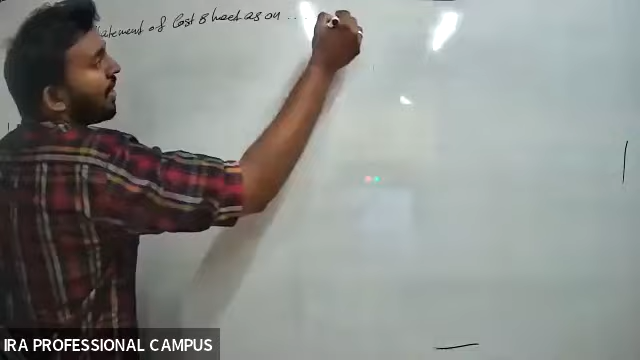 statement of Cost Sheet as on ...
IRA PROFESSIONAL CAMPUS